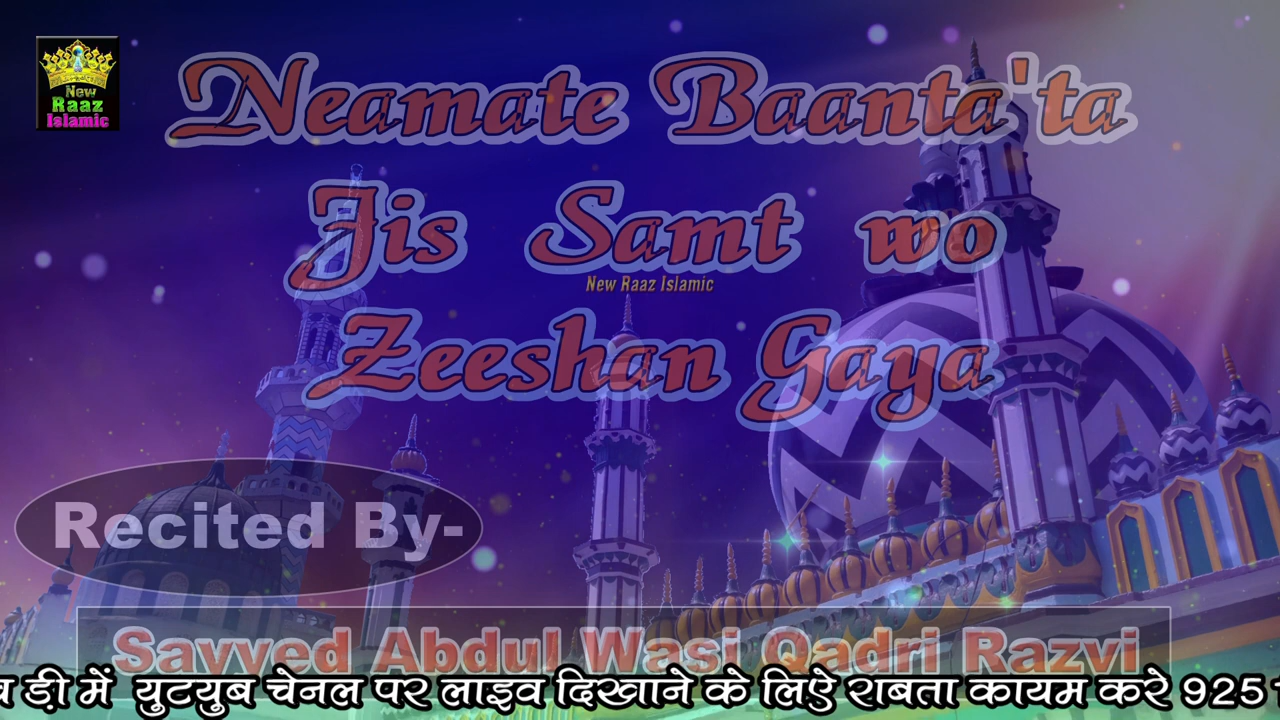 New
Raaz
Islamic
Neamate Baanta'ta
Jis Samt wo
New Raaz Islamic
Zeeshan Gaya
Recited By-
Sayyed Abdul Wasi Qadri Razvi
ड़ी में युटयुब चेनल पर लाइव दिखाने के लिऐ राबता कायम करे 9251